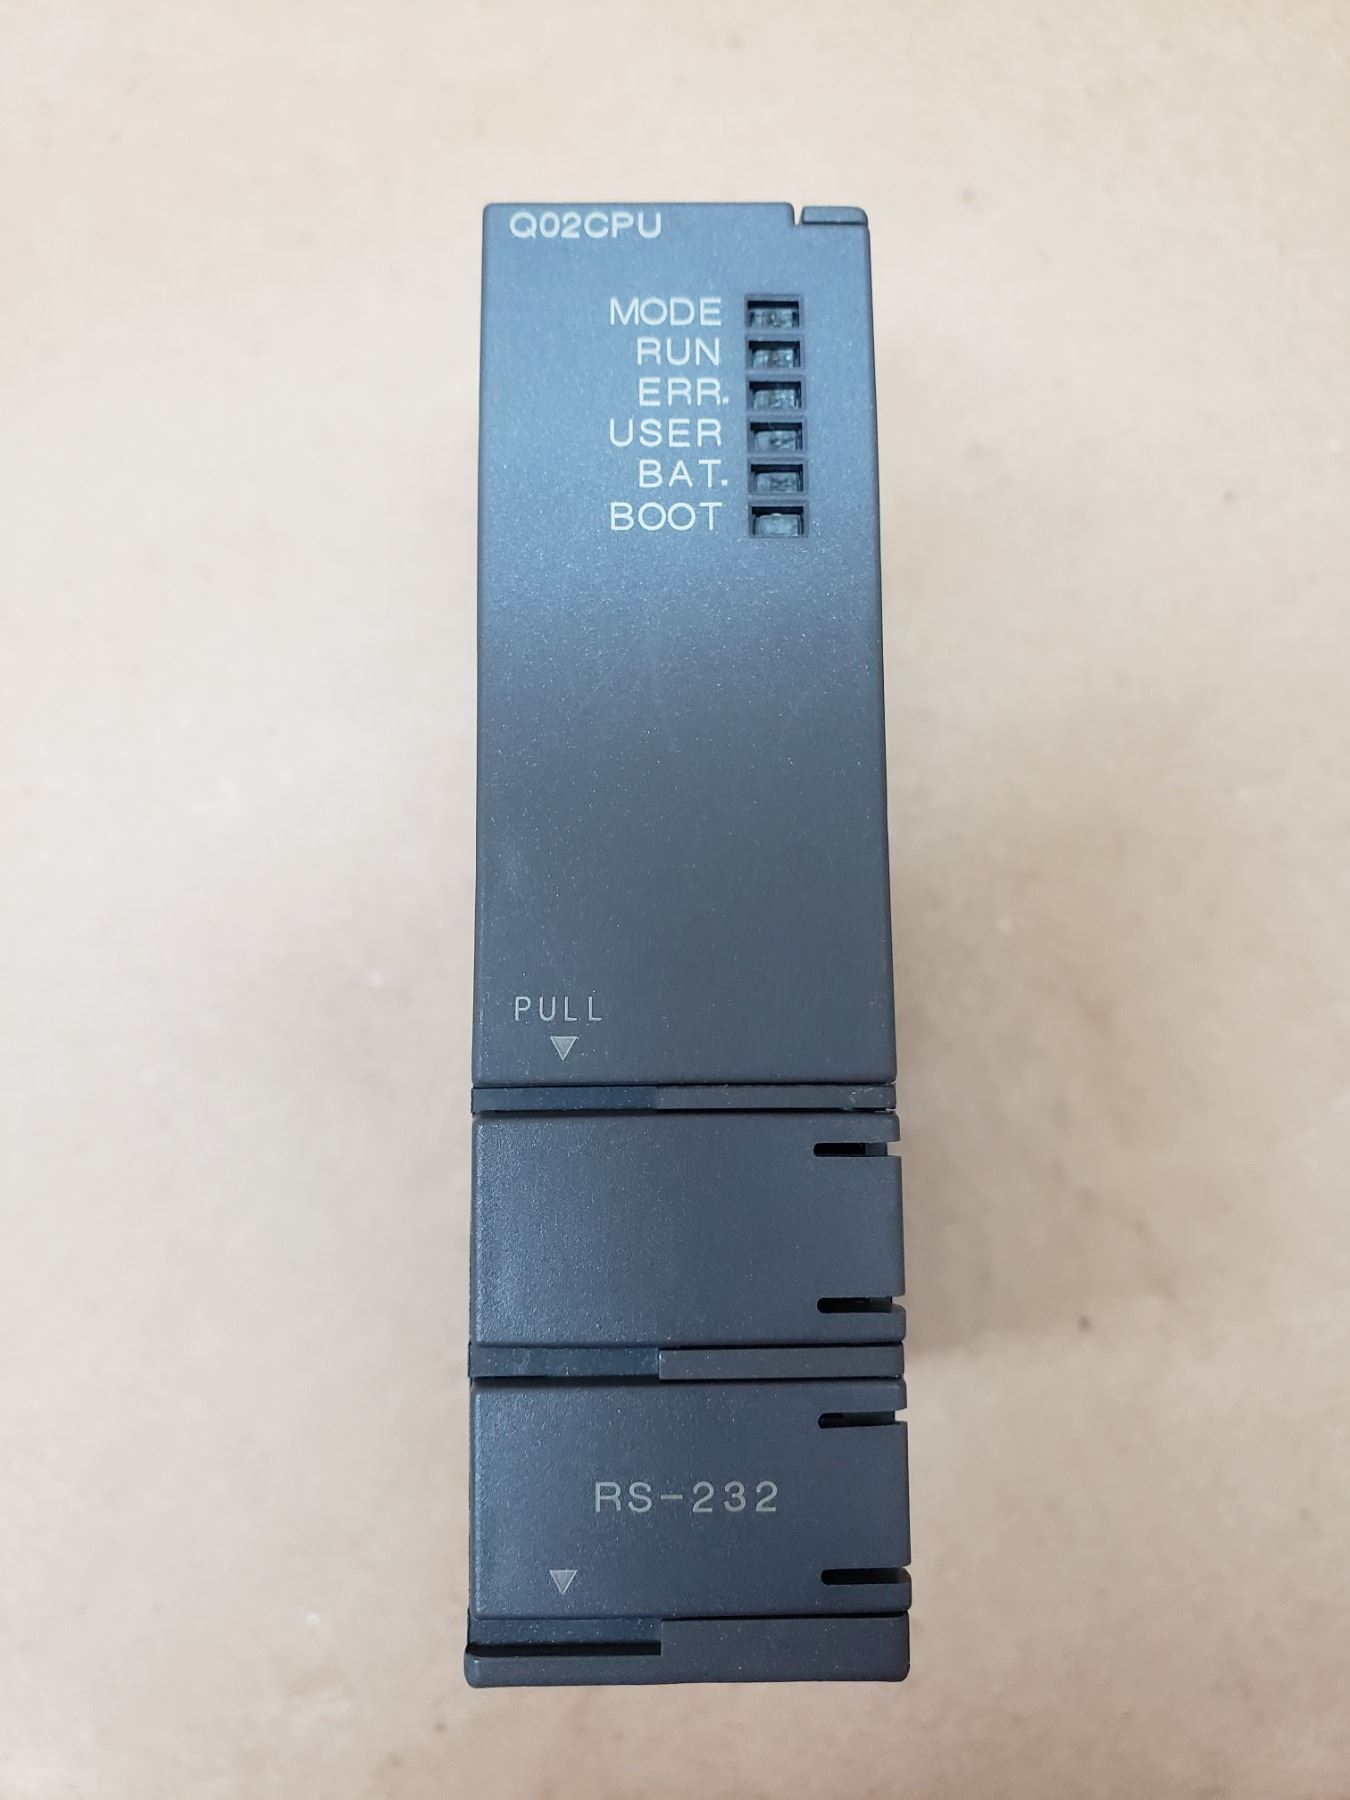 Q02CPU
MODE
RUN
ERR.
USER
BAT.
BOOT
PULL
RS-232